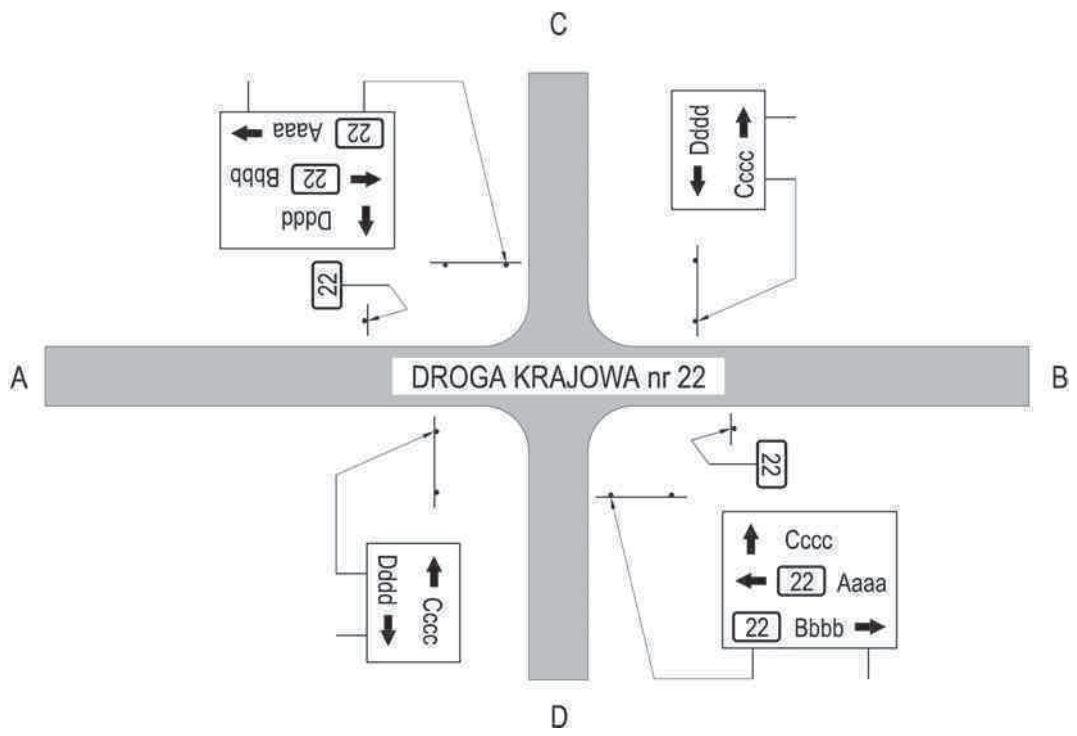 C
22 Aaaa
Bbbb 22
Dddd
Dddd
Cccc
22
A
DROGA KRAJOWA nr 22
B
22
Cccc
Dddd
Cccc
22 Aaaa
22 Bbbb
D